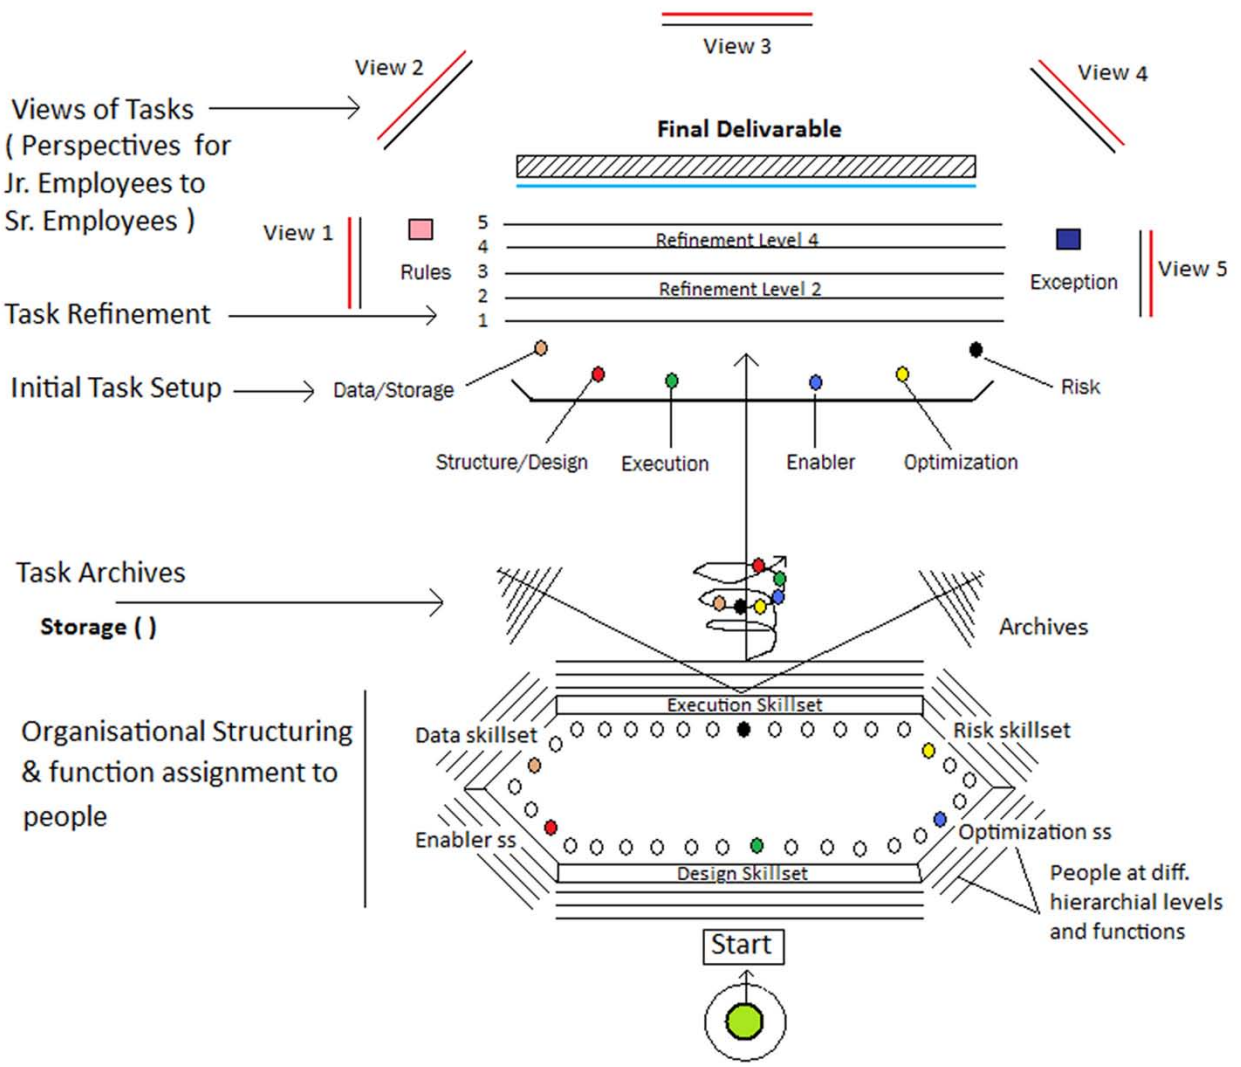 View 3
View 2
View 4
Views of Tasks
( Perspectives for
Jr. Employees to
Sr. Employees )
Final Delivarable
View 1
Rules
5
4
3
2
1
Refinement Level 4
Refinement Level 2
Exception
View 5
Task Refinement
Initial Task Setup
Data/Storage
Risk
Structure/Design
Execution
Enabler
Optimization
Task Archives
Storage ( )
Archives
Organisational Structuring
& function assignment to
people
Execution Skillset
Data skillset
Risk skillset
Enabler ss
Optimization ss
Design Skillset
People at diff.
hierarchial levels
and functions
Start